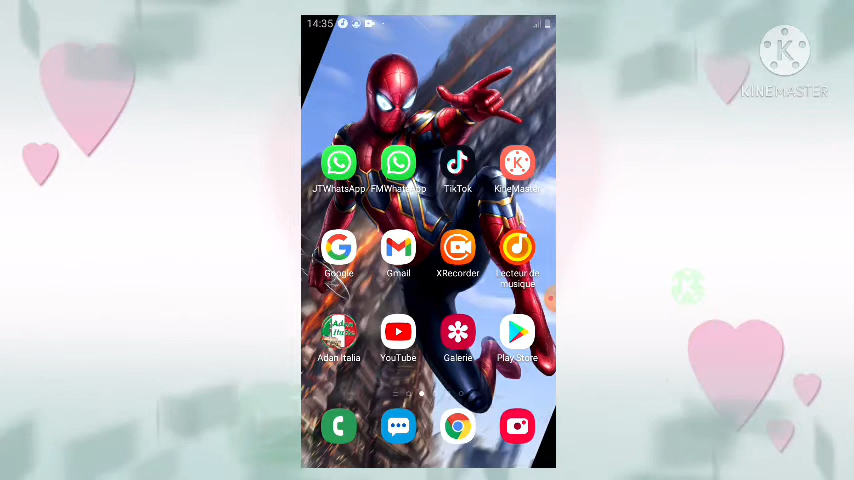 14:35
KINEMASTER
JTWhatsApp FMWhatsApp TikTok KineMaster
Google Gmail XRecorder Lecteur de
musique
Adan Italia YouTube Galerie Play Store